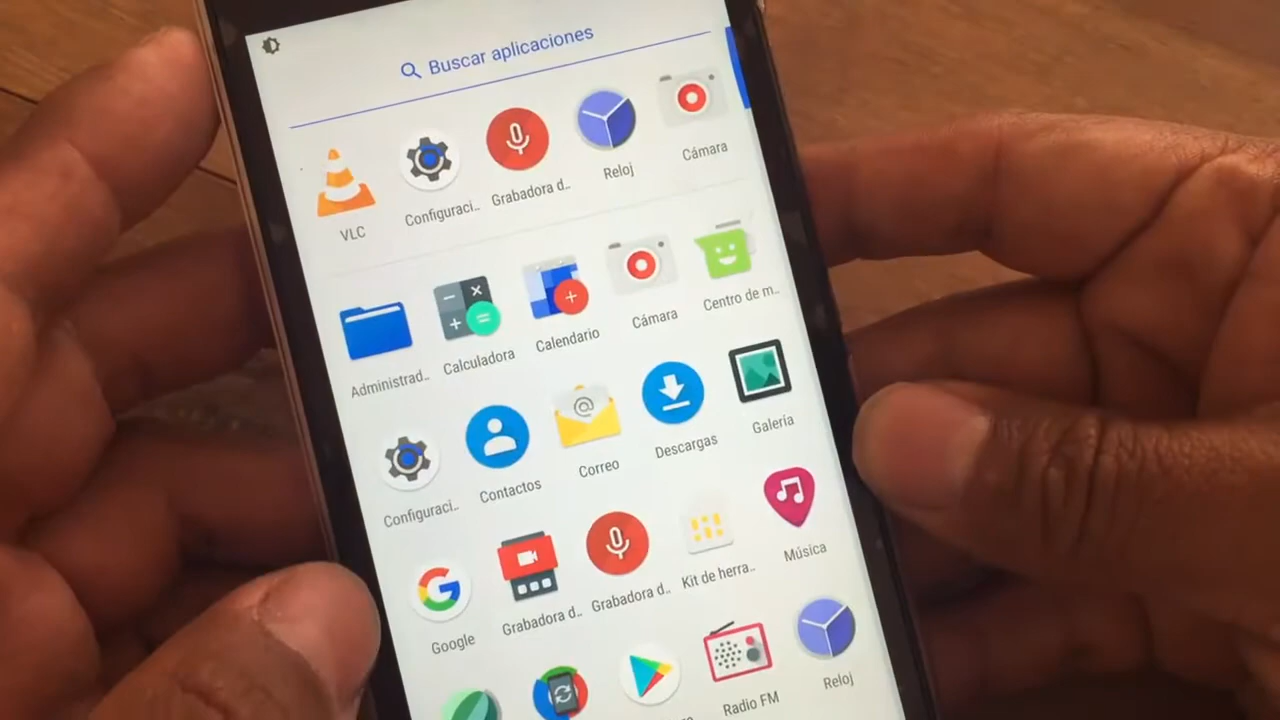 Buscar aplicaciones
VLC
Configuraci..
Grabadora d..
Reloj
Cámara
Administrad..
Calculadora
Calendario
Cámara
Centro de m..
Configuraci..
Contactos
Correo
Descargas
Galería
Google
Grabadora d..
Grabadora d..
Kit de herra..
Música
Radio FM
Reloj